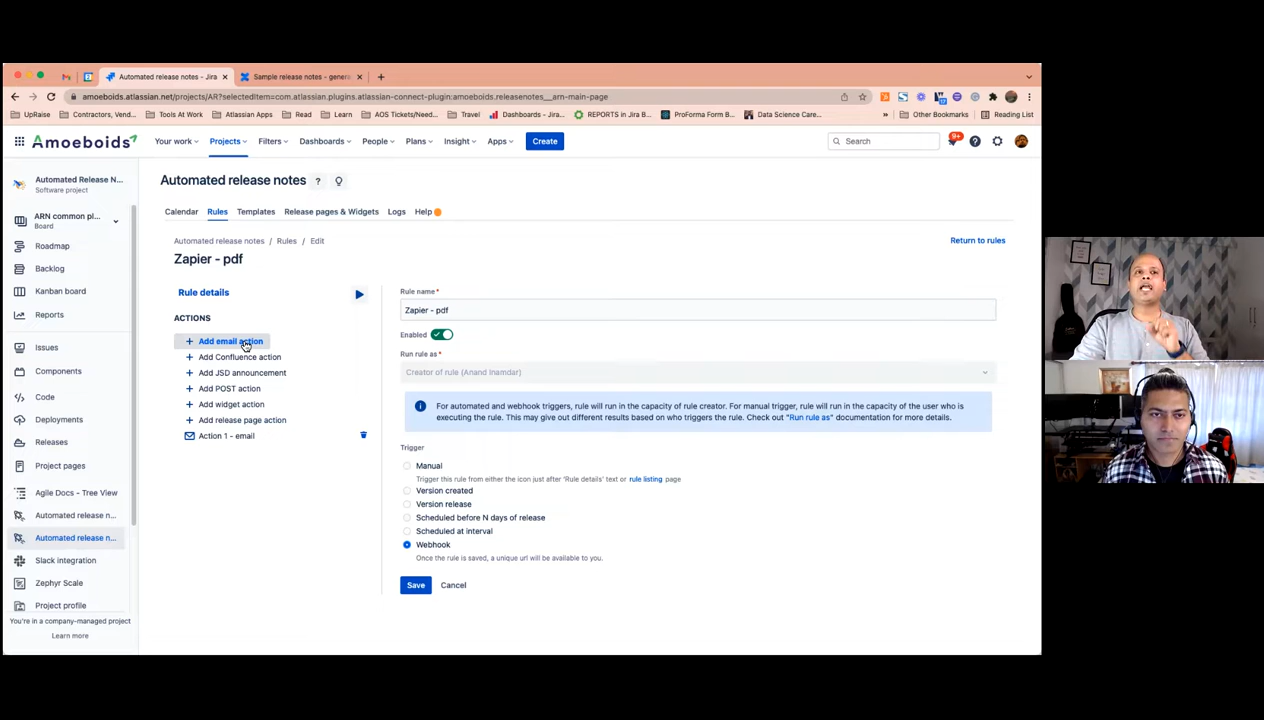 Automated release notes - Jira
Sample release notes - genera
amoeboids.atlassian.net/projects/AR?selectedItem=com.atlassian.plugins.atlassian-connect-plugin:amoeboids.releasenotes__arn-main-page
UpRaise
Contractors, Vend...
Tools At Work
Atlassian Apps
Read
Learn
AOS Tickets/Need...
Travel
Dashboards - Jira...
REPORTS in Jira B...
ProForma Form B...
Data Science Care...
»
Other Bookmarks
Reading List
Amoeboids
Your work
Projects
Filters
Dashboards
People
Plans
Insight
Apps
Create
Search
9+
Automated Release N...
Software project
ARN common pl...
Board
Roadmap
Backlog
Kanban board
Reports
Issues
Components
Code
Deployments
Releases
Project pages
Agile Docs - Tree View
Automated release n...
Automated release n...
Slack integration
Zephyr Scale
Project profile
You're in a company-managed project
Learn more
Automated release notes ?
Calendar
Rules
Templates
Release pages & Widgets
Logs
Help
Automated release notes / Rules / Edit
Return to rules
Zapier - pdf
Rule details
ACTIONS
+ Add email action
+ Add Confluence action
+ Add JSD announcement
+ Add POST action
+ Add widget action
+ Add release page action
Action 1 - email
Rule name*
Zapier - pdf
Enabled
Run rule as *
Creator of rule (Anand Inamdar)
For automated and webhook triggers, rule will run in the capacity of rule creator. For manual trigger, rule will run in the capacity of the user who is
executing the rule. This may give out different results based on who triggers the rule. Check out "Run rule as" documentation for more details.
Trigger
Manual
Trigger this rule from either the icon just after 'Rule details' text or rule listing page
Version created
Version release
Scheduled before N days of release
Scheduled at interval
Webhook
Once the rule is saved, a unique url will be available to you.
Save
Cancel